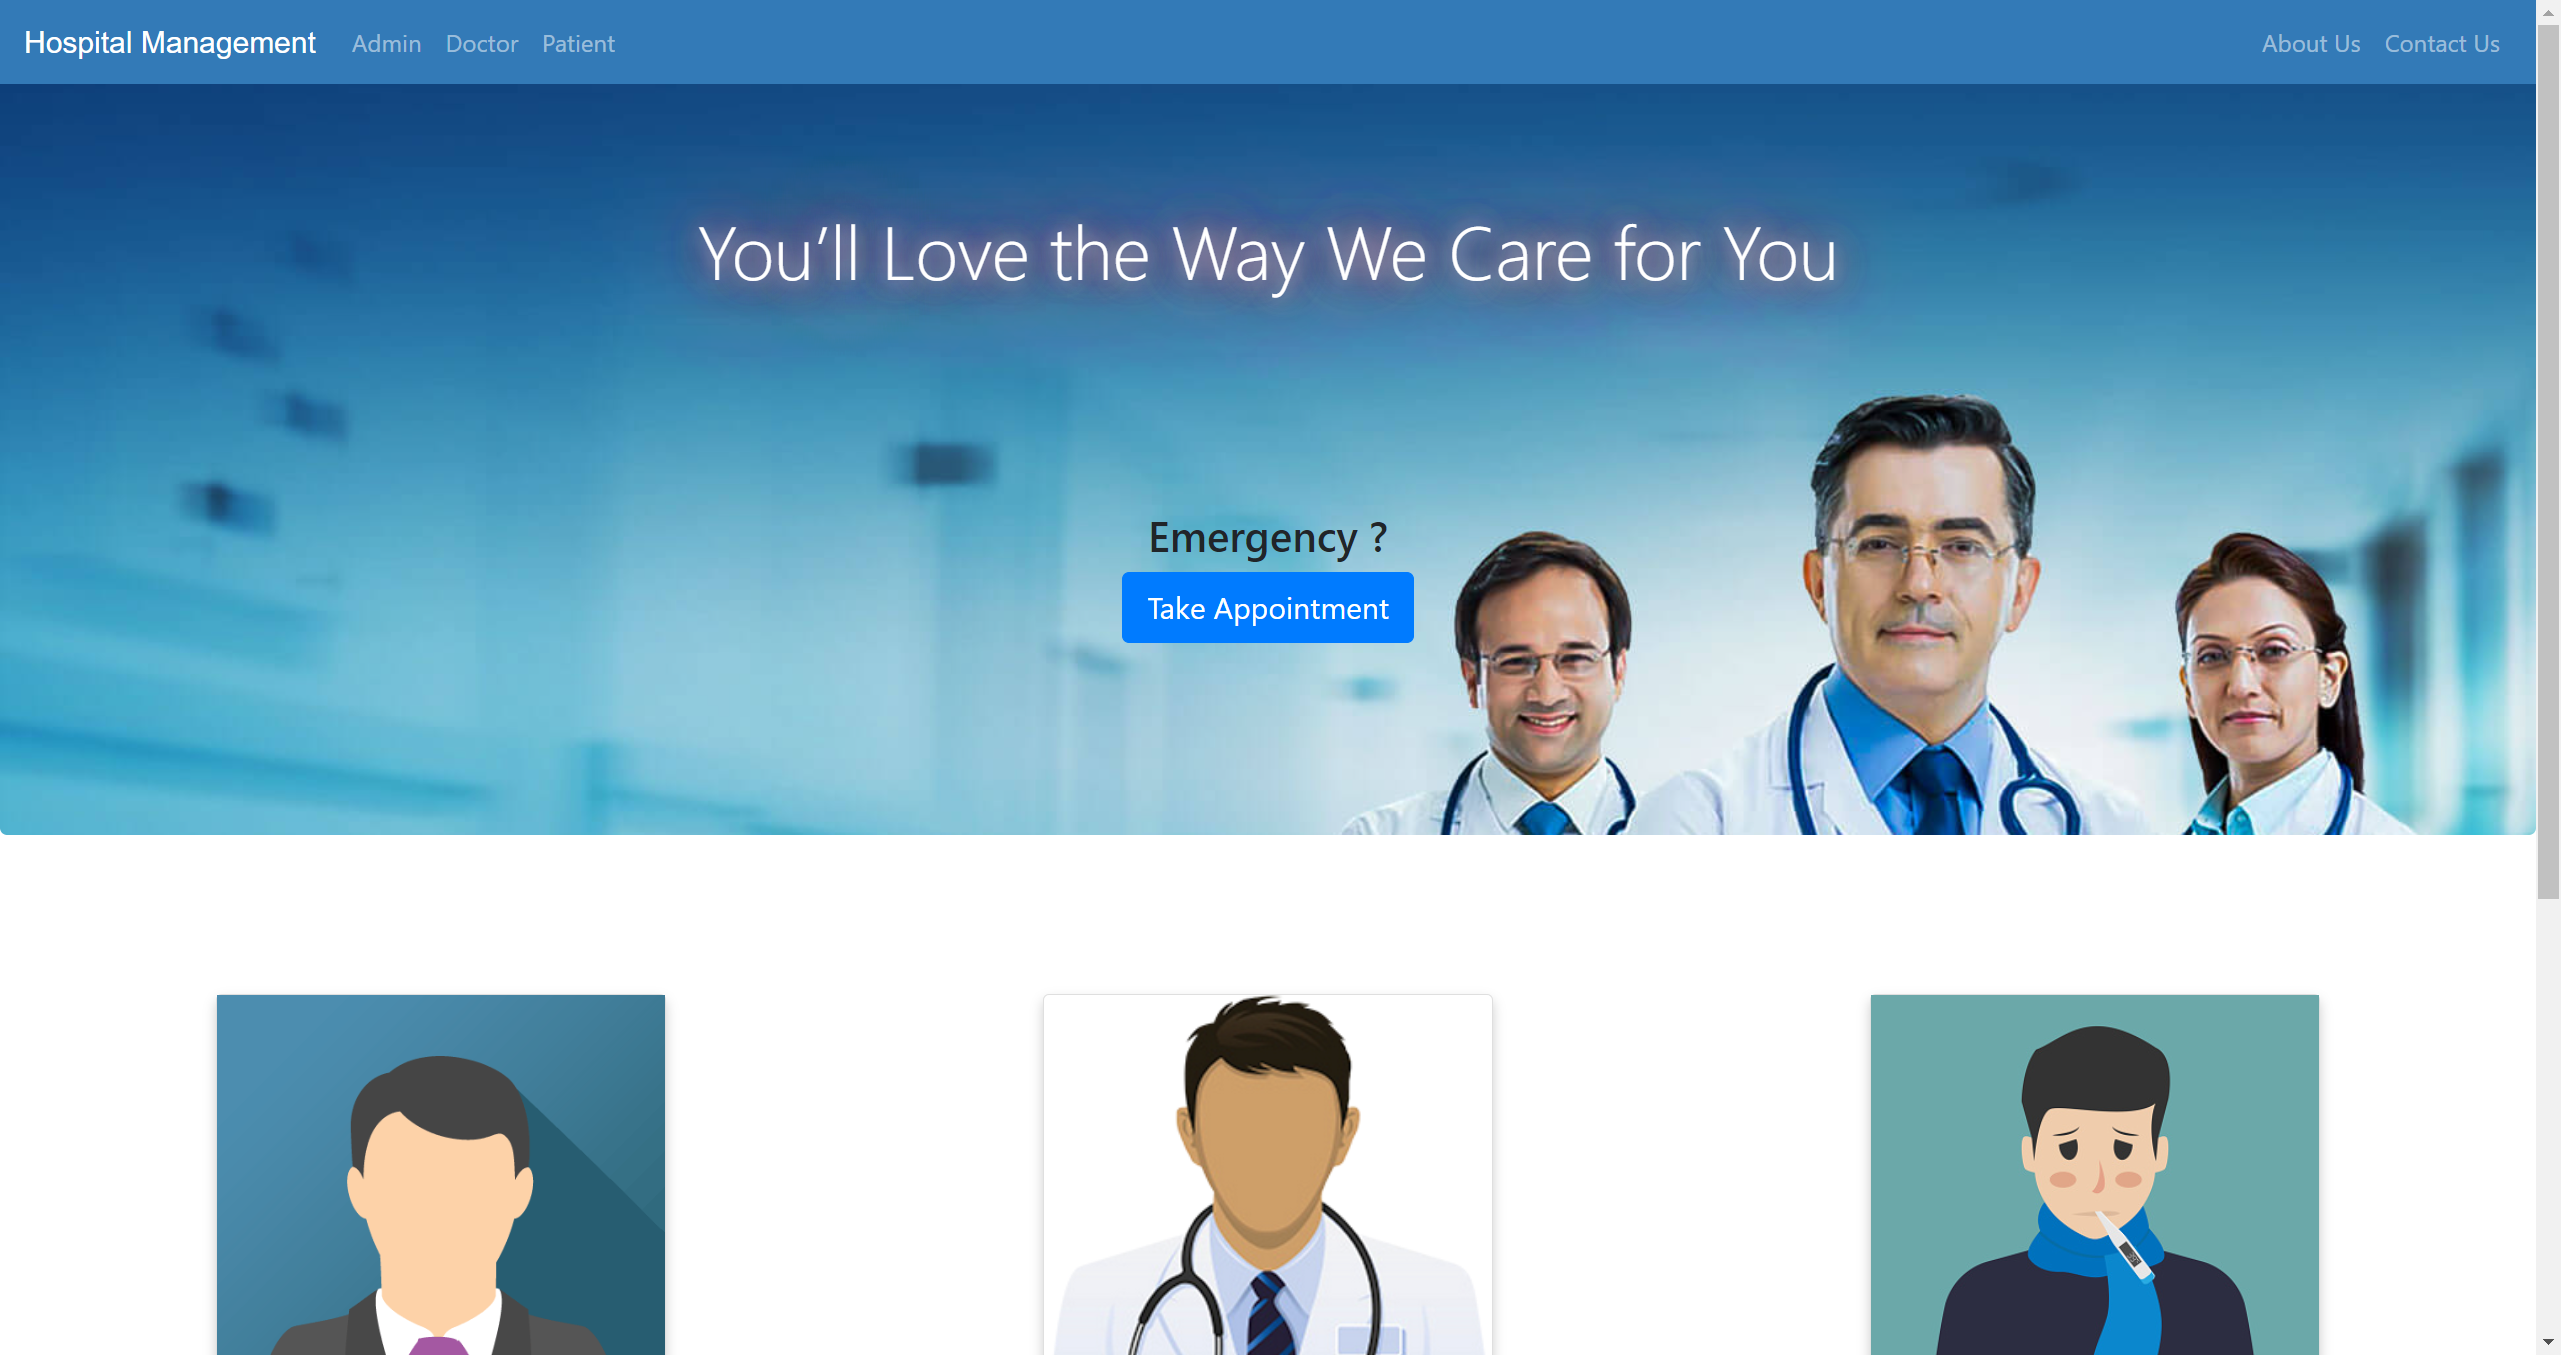 Hospital Management Admin Doctor Patient About Us Contact Us
You’ll Love the Way We Care for You
Emergency ?
Take Appointment